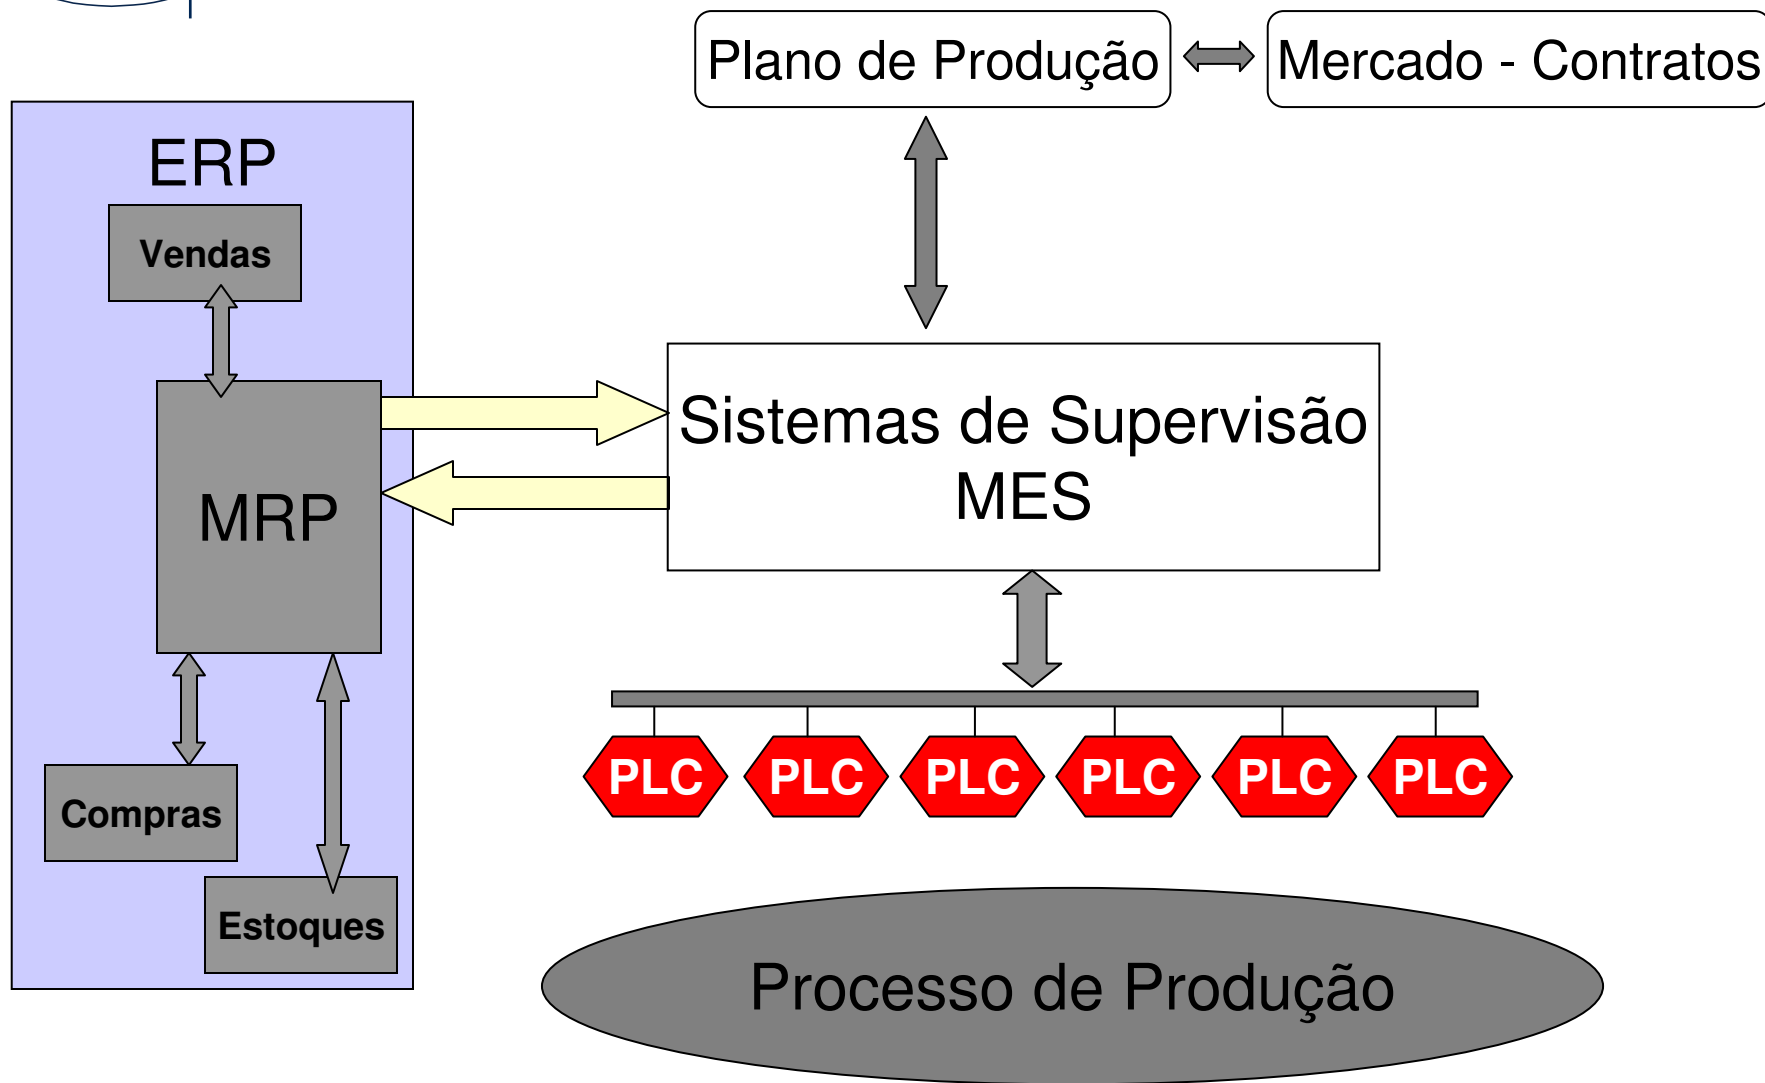 Plano de Produção
Mercado - Contratos
ERP
Vendas
MRP
Compras
Estoques
Sistemas de Supervisão
MES
PLC PLC PLC PLC PLC PLC
Processo de Produção